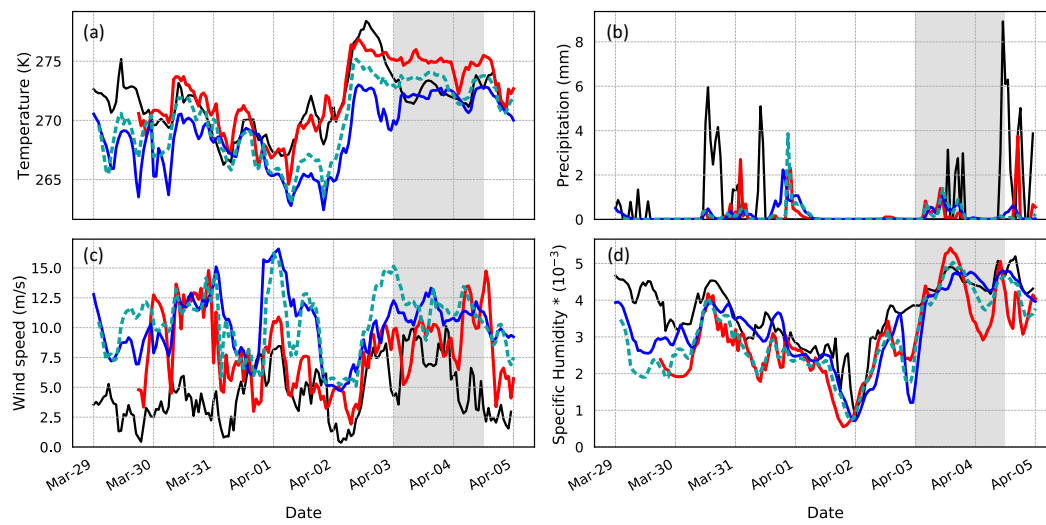 (a)
Temperature (K)
275
270
265
(b)
Precipitation (mm)
8
6
4
2
0
(c)
Wind speed (m/s)
15.0
12.5
10.0
7.5
5.0
2.5
0.0
Mar-29
Mar-30
Mar-31
Apr-01
Apr-02
Apr-03
Apr-04
Apr-05
Date
(d)
Specific Humidity * (10⁻³)
5
4
3
2
1
0
Mar-29
Mar-30
Mar-31
Apr-01
Apr-02
Apr-03
Apr-04
Apr-05
Date